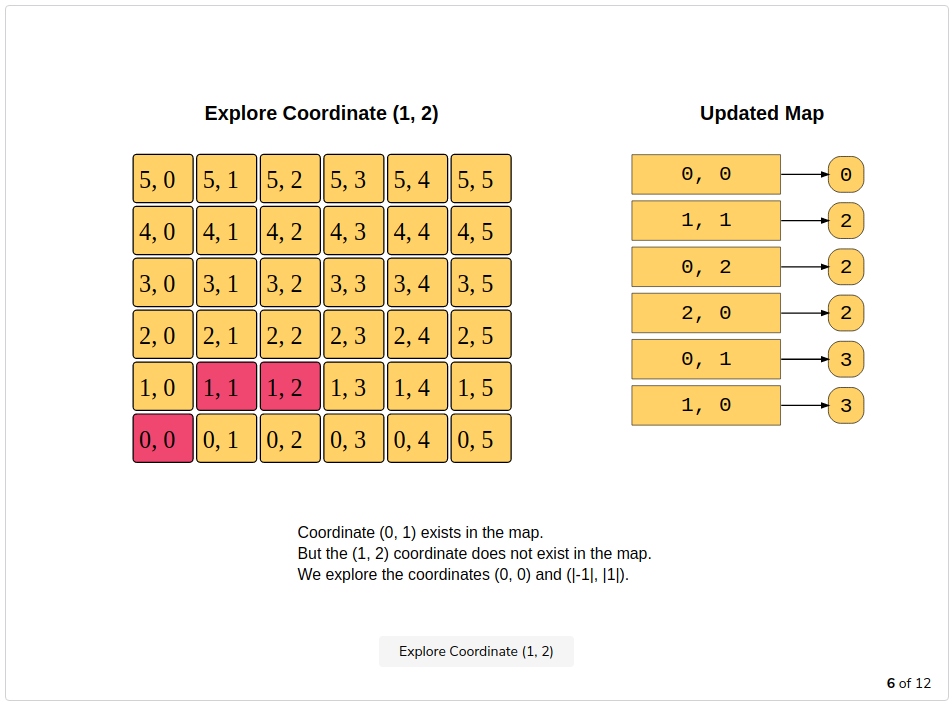 Explore Coordinate (1, 2)
Updated Map
5, 0 5, 1 5, 2 5, 3 5, 4 5, 5
4, 0 4, 1 4, 2 4, 3 4, 4 4, 5
3, 0 3, 1 3, 2 3, 3 3, 4 3, 5
2, 0 2, 1 2, 2 2, 3 2, 4 2, 5
1, 0 1, 1 1, 2 1, 3 1, 4 1, 5
0, 0 0, 1 0, 2 0, 3 0, 4 0, 5
0, 0 0
1, 1 2
0, 2 2
2, 0 2
0, 1 3
1, 0 3
Coordinate (0, 1) exists in the map.
But the (1, 2) coordinate does not exist in the map.
We explore the coordinates (0, 0) and (|-1|, |1|).
Explore Coordinate (1, 2)
6 of 12